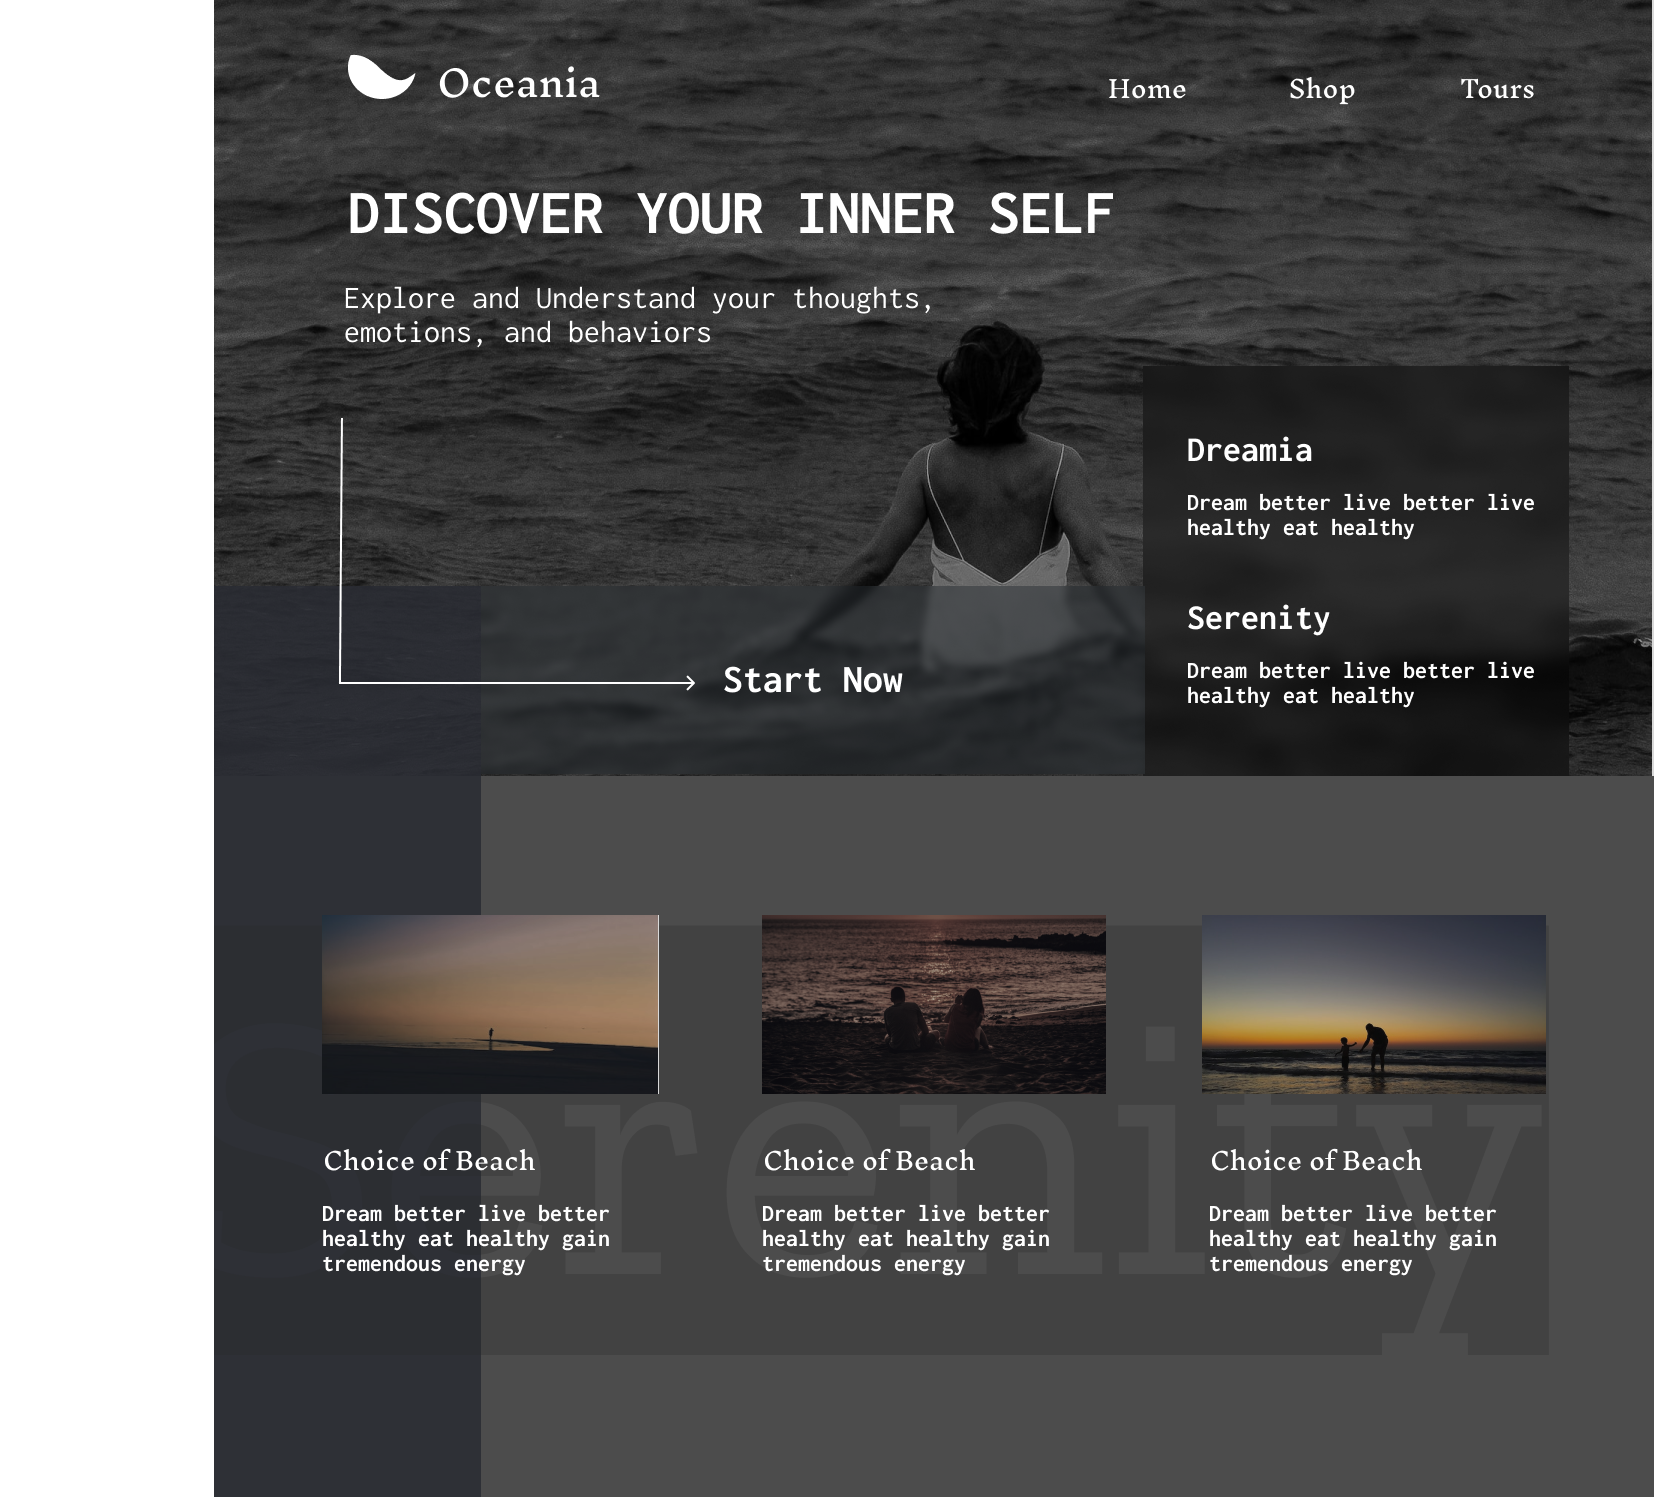 Oceania
Home
Shop
Tours
DISCOVER YOUR INNER SELF
Explore and Understand your thoughts,
emotions, and behaviors
Dreamia
Dream better live better live
healthy eat healthy
Serenity
Dream better live better live
healthy eat healthy
Start Now
Serenity
Choice of Beach
Dream better live better
healthy eat healthy gain
tremendous energy
Choice of Beach
Dream better live better
healthy eat healthy gain
tremendous energy
Choice of Beach
Dream better live better
healthy eat healthy gain
tremendous energy